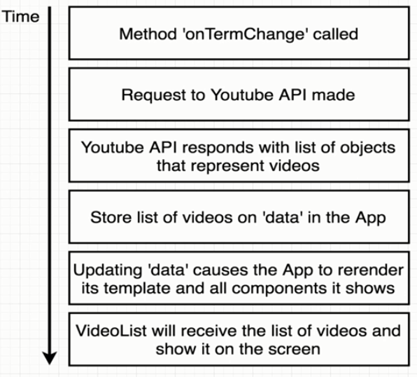 Time
Method 'onTermChange' called
Request to Youtube API made
Youtube API responds with list of objects
that represent videos
Store list of videos on 'data' in the App
Updating 'data' causes the App to rerender
its template and all components it shows
VideoList will receive the list of videos and
show it on the screen